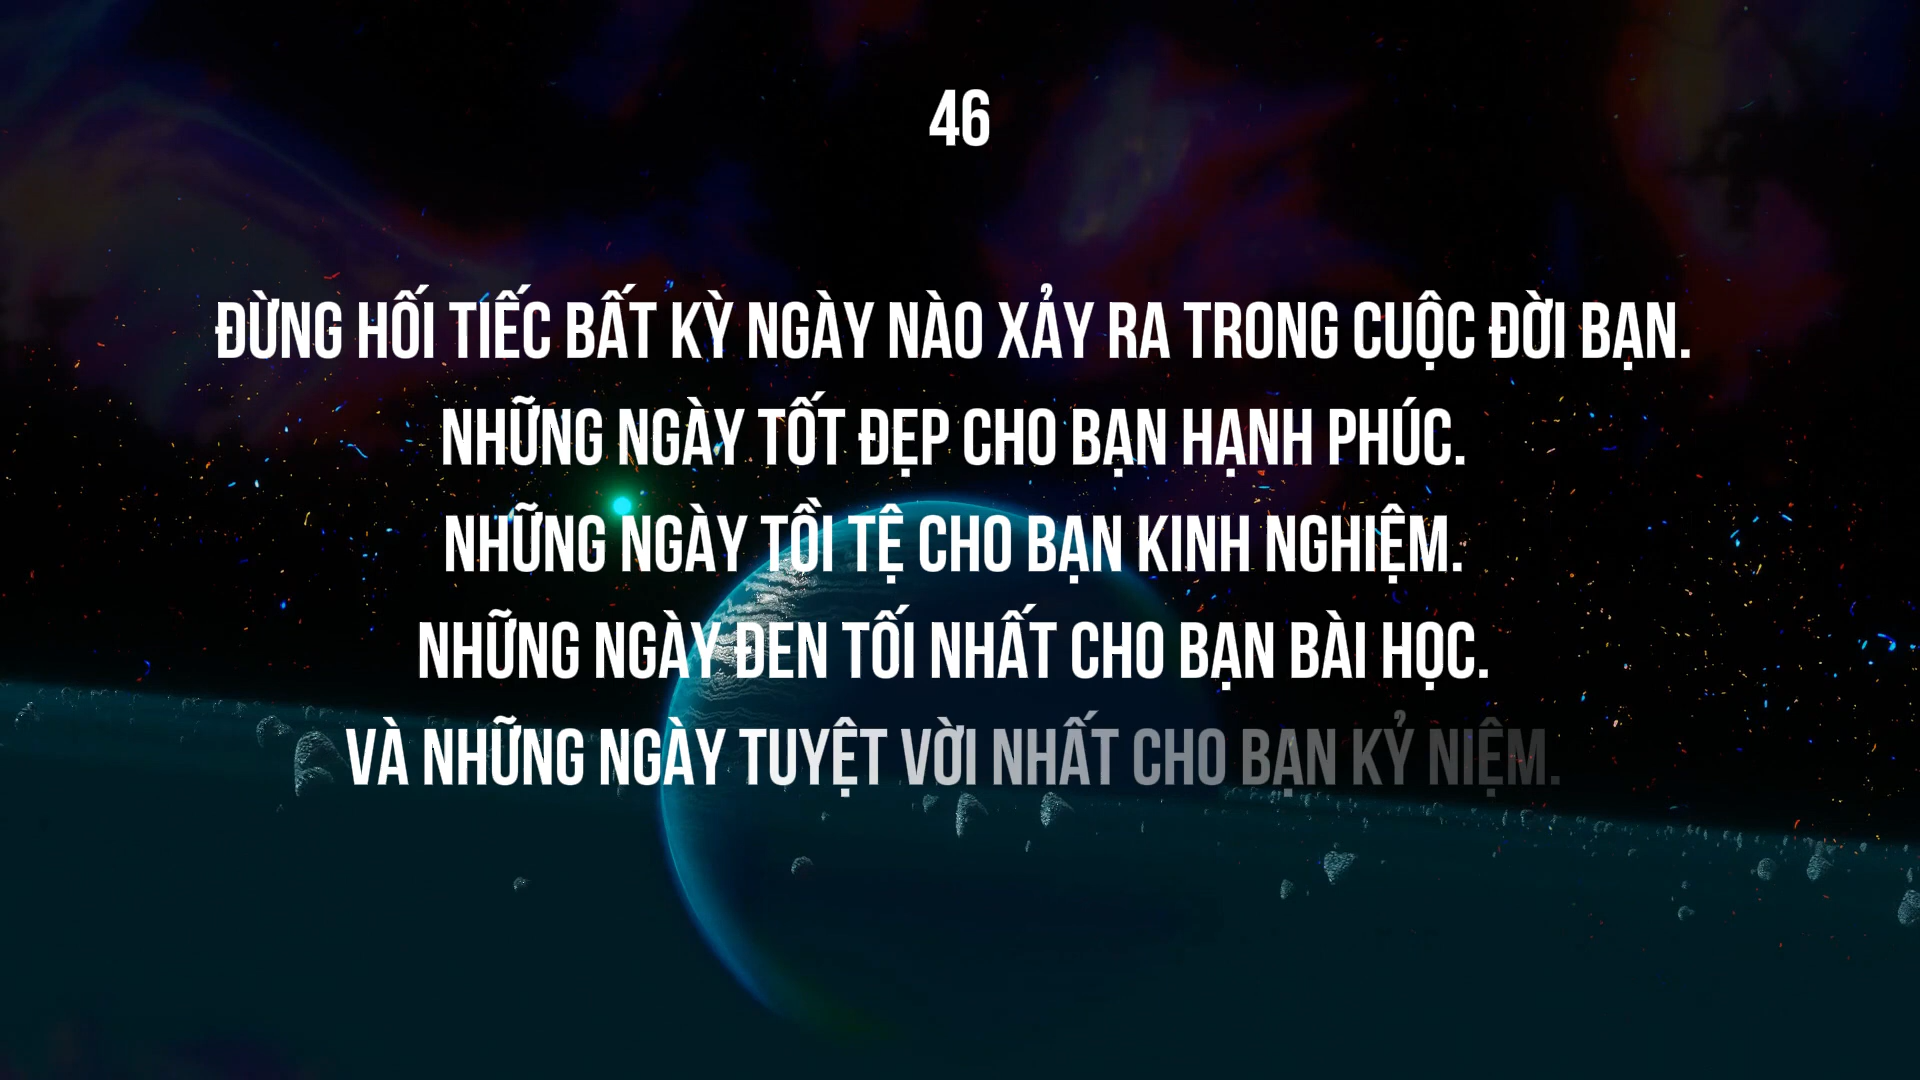 46
ĐỪNG HỐI TIẾC BẤT KỲ NGÀY NÀO XẢY RA TRONG CUỘC ĐỜI BẠN.
NHỮNG NGÀY TỐT ĐẸP CHO BẠN HẠNH PHÚC.
NHỮNG NGÀY TỒI TỆ CHO BẠN KINH NGHIỆM.
NHỮNG NGÀY ĐEN TỐI NHẤT CHO BẠN BÀI HỌC.
VÀ NHỮNG NGÀY TUYỆT VỜI NHẤT CHO BẠN KỶ NIỆM.